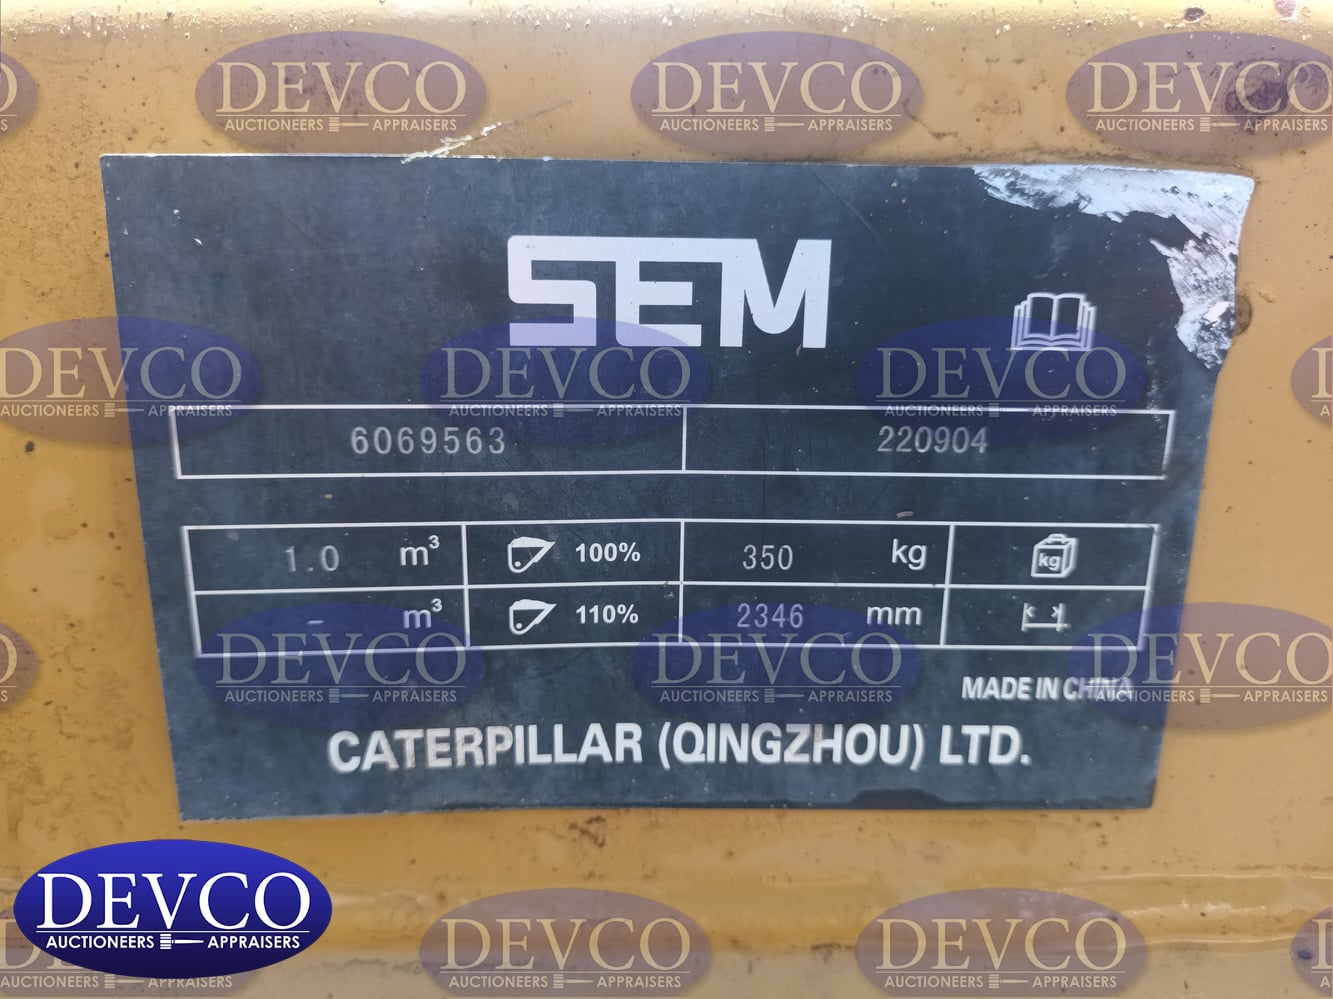 SEM
6069563 220904
1.0 m³ 100% 350 kg kg
- m³ 110% 2346 mm
MADE IN CHINA
CATERPILLAR (QINGZHOU) LTD.
DEVCO
AUCTIONEERS APPRAISERS